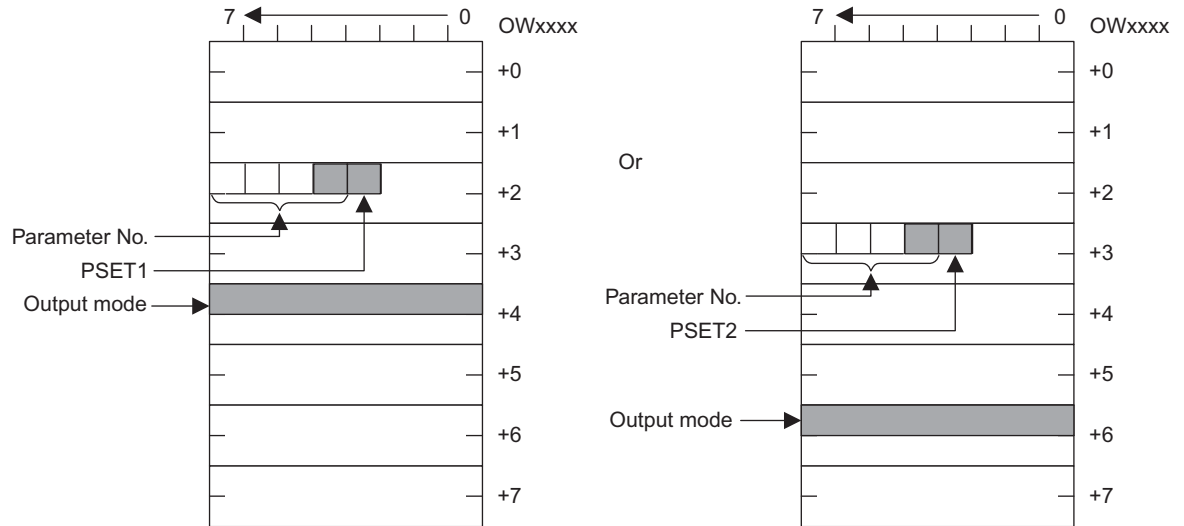 7 0 OWxxxx
+0
+1
+2
Parameter No.
+3
PSET1
Output mode
+4
+5
+6
+7
Or
7 0 OWxxxx
+0
+1
+2
+3
Parameter No.
+4
PSET2
+5
Output mode
+6
+7